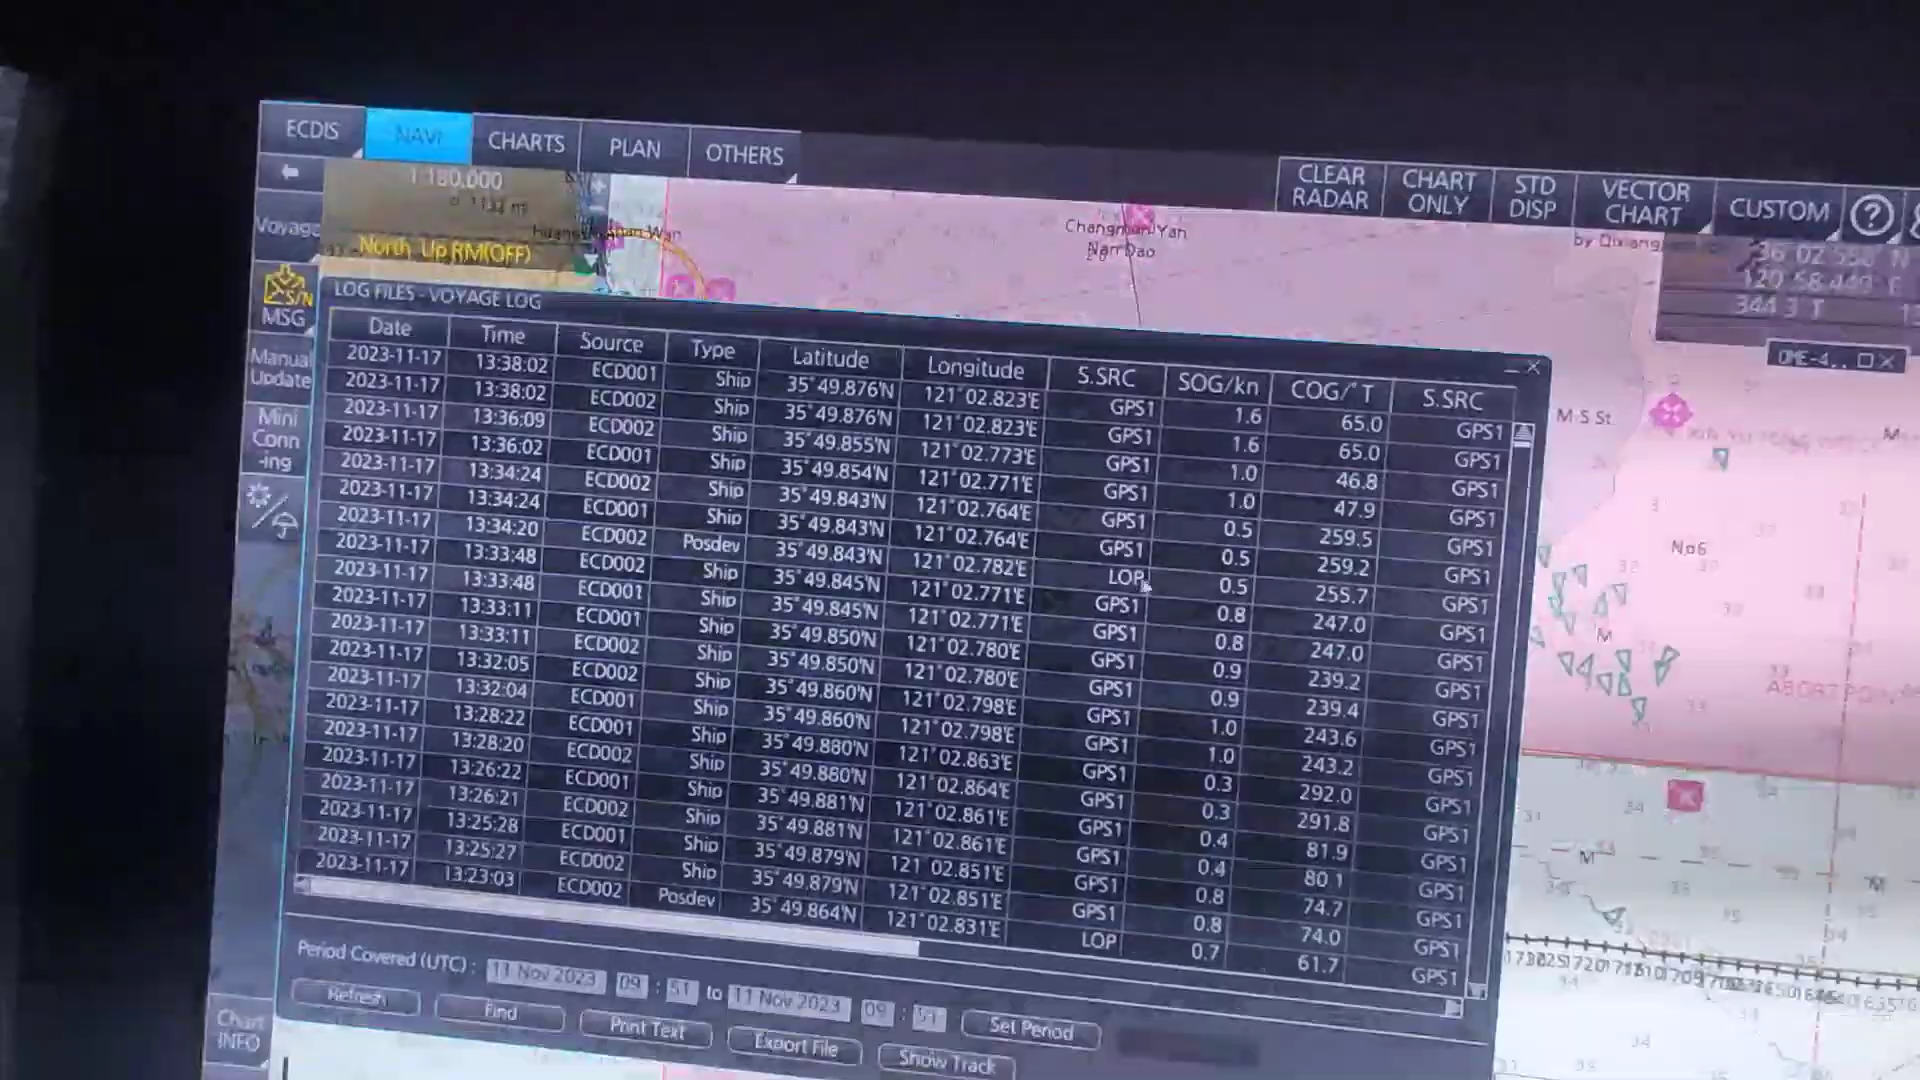 ECDIS NAVI CHARTS PLAN OTHERS
CLEAR RADAR CHART ONLY STD DISP VECTOR CHART CUSTOM ?
1:180,000
Voyage
North Up RM(OFF)
Changmen Yan
Nan Dao
by Qixiang
36 02.550 N
120 58.440 E
344.3 T
S/N
MSG
Manual
Update
Mini
Conn
-ing
Chart
INFO
LOG FILES - VOYAGE LOG
Date Time Source Type Latitude Longitude S.SRC SOG/kn COG/°T S.SRC
2023-11-17 13:38:02 ECD001 Ship 35°49.876'N 121°02.823'E GPS1 1.6 65.0 GPS1
2023-11-17 13:38:02 ECD002 Ship 35°49.876'N 121°02.823'E GPS1 1.6 65.0 GPS1
2023-11-17 13:36:09 ECD002 Ship 35°49.855'N 121°02.773'E GPS1 1.0 46.8 GPS1
2023-11-17 13:36:02 ECD001 Ship 35°49.854'N 121°02.771'E GPS1 1.0 47.9 GPS1
2023-11-17 13:34:24 ECD002 Ship 35°49.843'N 121°02.764'E GPS1 0.5 259.5 GPS1
2023-11-17 13:34:24 ECD001 Ship 35°49.843'N 121°02.764'E GPS1 0.5 259.2 GPS1
2023-11-17 13:34:20 ECD002 Posdev 35°49.843'N 121°02.782'E LOP 0.5 255.7 GPS1
2023-11-17 13:33:48 ECD002 Ship 35°49.845'N 121°02.771'E GPS1 0.8 247.0 GPS1
2023-11-17 13:33:48 ECD001 Ship 35°49.845'N 121°02.771'E GPS1 0.8 247.0 GPS1
2023-11-17 13:33:11 ECD001 Ship 35°49.850'N 121°02.780'E GPS1 0.9 239.2 GPS1
2023-11-17 13:33:11 ECD002 Ship 35°49.850'N 121°02.780'E GPS1 0.9 239.4 GPS1
2023-11-17 13:32:05 ECD002 Ship 35°49.860'N 121°02.798'E GPS1 1.0 243.6 GPS1
2023-11-17 13:32:04 ECD001 Ship 35°49.860'N 121°02.798'E GPS1 1.0 243.2 GPS1
2023-11-17 13:28:22 ECD001 Ship 35°49.880'N 121°02.863'E GPS1 0.3 292.0 GPS1
2023-11-17 13:28:20 ECD002 Ship 35°49.880'N 121°02.864'E GPS1 0.3 291.8 GPS1
2023-11-17 13:26:22 ECD001 Ship 35°49.881'N 121°02.861'E GPS1 0.4 81.9 GPS1
2023-11-17 13:26:21 ECD002 Ship 35°49.881'N 121°02.861'E GPS1 0.4 80.1 GPS1
2023-11-17 13:25:28 ECD001 Ship 35°49.879'N 121°02.851'E GPS1 0.8 74.7 GPS1
2023-11-17 13:25:27 ECD002 Ship 35°49.879'N 121°02.851'E GPS1 0.8 74.0 GPS1
2023-11-17 13:23:03 ECD002 Posdev 35°49.864'N 121°02.831'E LOP 0.7 61.7 GPS1
Period Covered (UTC) : 11 Nov 2023 09 : 51 to 11 Nov 2023 09 : 51 Set Period
Refresh Find Print Text Export File Show Track
M S St.
No6